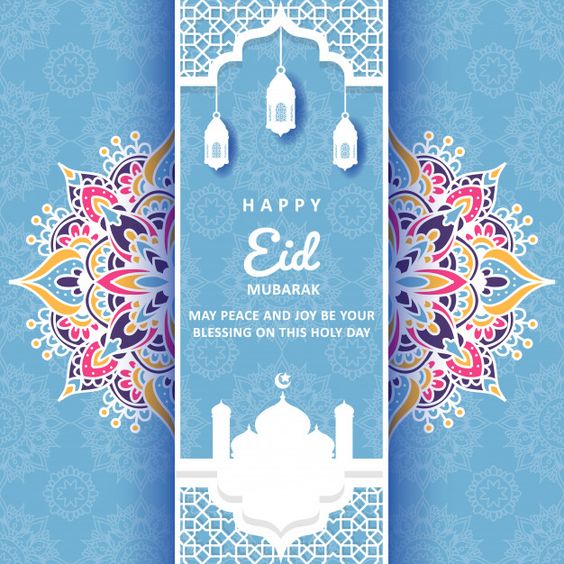 HAPPY
Eid
MUBARAK
MAY PEACE AND JOY BE YOUR
BLESSING ON THIS HOLY DAY